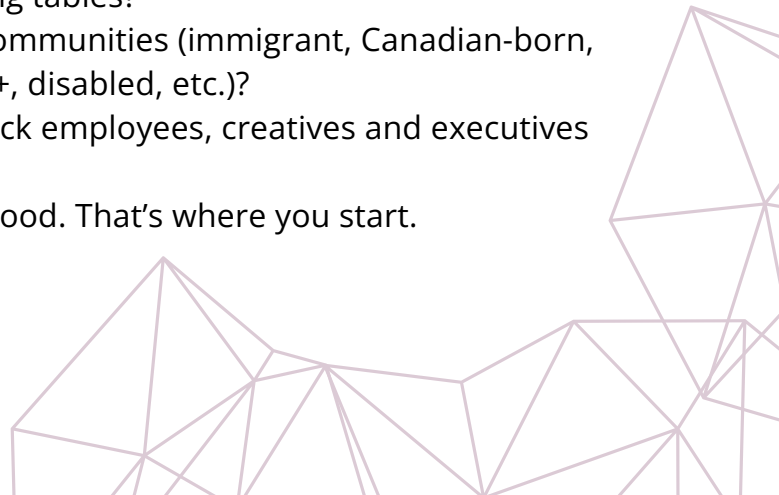 tables?
ommunities (immigrant, Canadian-born,
+, disabled, etc.)?
ck employees, creatives and executives
ood. That’s where you start.